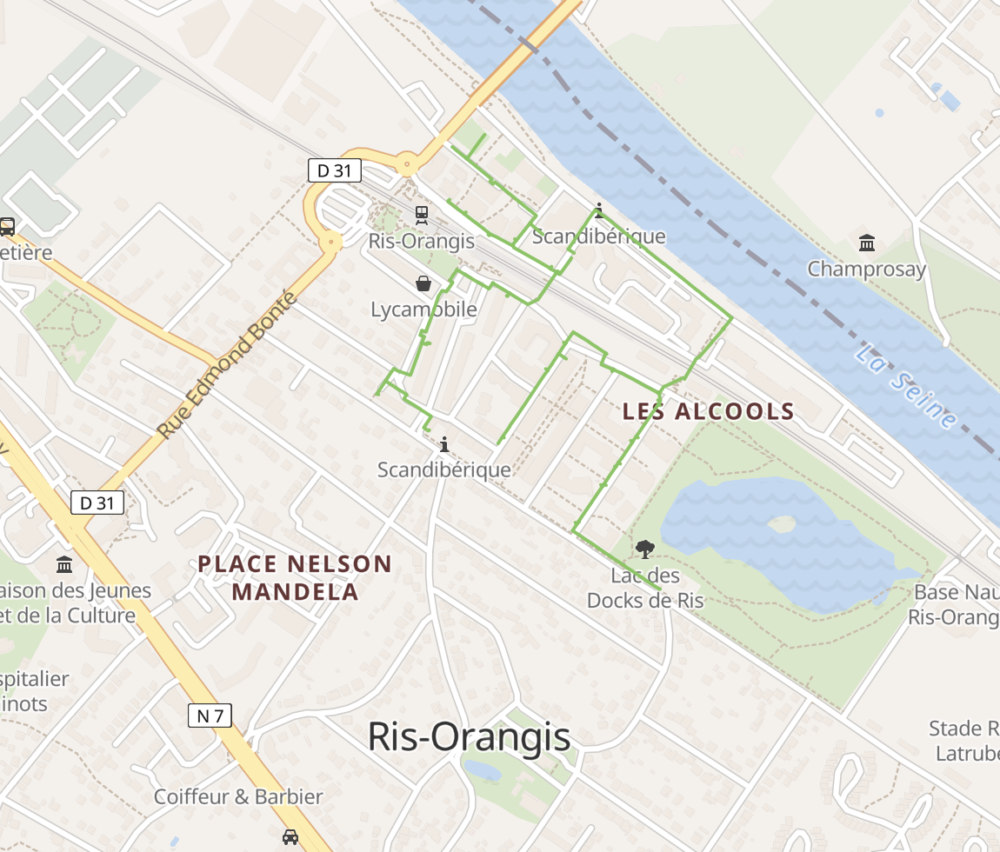 D 31
Ris-Orangis
Scandibérique
etière
Champrosay
Lycamobile
Rue Edmond Bonté
La Seine
LES ALCOOLS
Scandibérique
D 31
PLACE NELSON
MANDELA
aison des Jeunes
et de la Culture
Lac des
Docks de Ris
Base Nau
Ris-Orang
spitalier
inots
N 7
Ris-Orangis
Stade R
Latrube
Coiffeur & Barbier